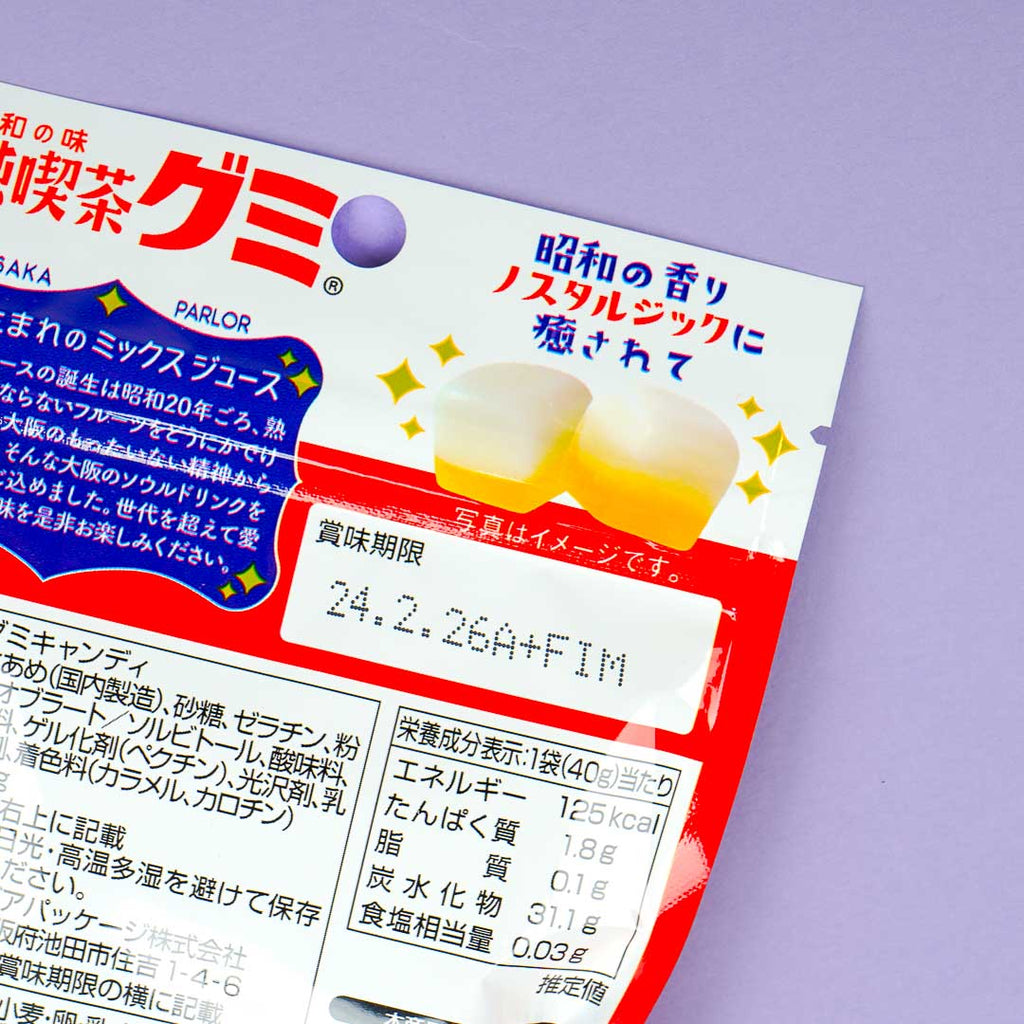 和の味
喫茶グミ®
SAKA
PARLOR
まれのミックスジュース
ースの誕生は昭和20年ごろ、熟
ならないフルーツをどうにかでけ
大阪のもったいない精神から
そんな大阪のソウルドリンクを
込めました。世代を超えて愛
味を是非お楽しみください。
昭和の香り
ノスタルジックに
癒されて
写真はイメージです。
賞味期限
24.2.26A+FIM
グミキャンディ
あめ(国内製造)、砂糖、ゼラチン、粉
オブラート／ソルビトール、酸味料、
料、ゲル化剤(ペクチン)、光沢剤、乳
、着色料(カラメル、カロチン)
g
右上に記載
日光・高温多湿を避けて保存
ださい。
アパッケージ株式会社
阪府池田市住吉1-4-6
賞味期限の横に記載
小麦・卵・乳
栄養成分表示:1袋(40g)当たり
エネルギー 125kcal
たんぱく質 1.8g
脂質 0.1g
炭水化物 31.1g
食塩相当量 0.03g
推定値